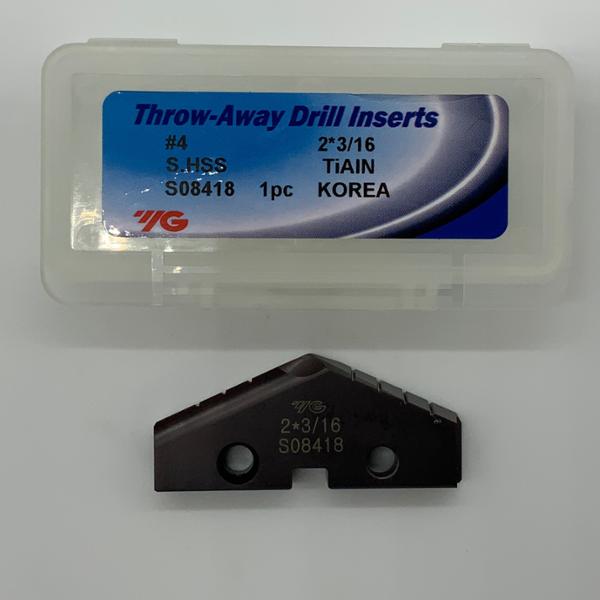 Throw-Away Drill Inserts
#4 2*3/16
S.HSS TiAlN
S08418 1pc KOREA
YG
YG
2*3/16
S08418